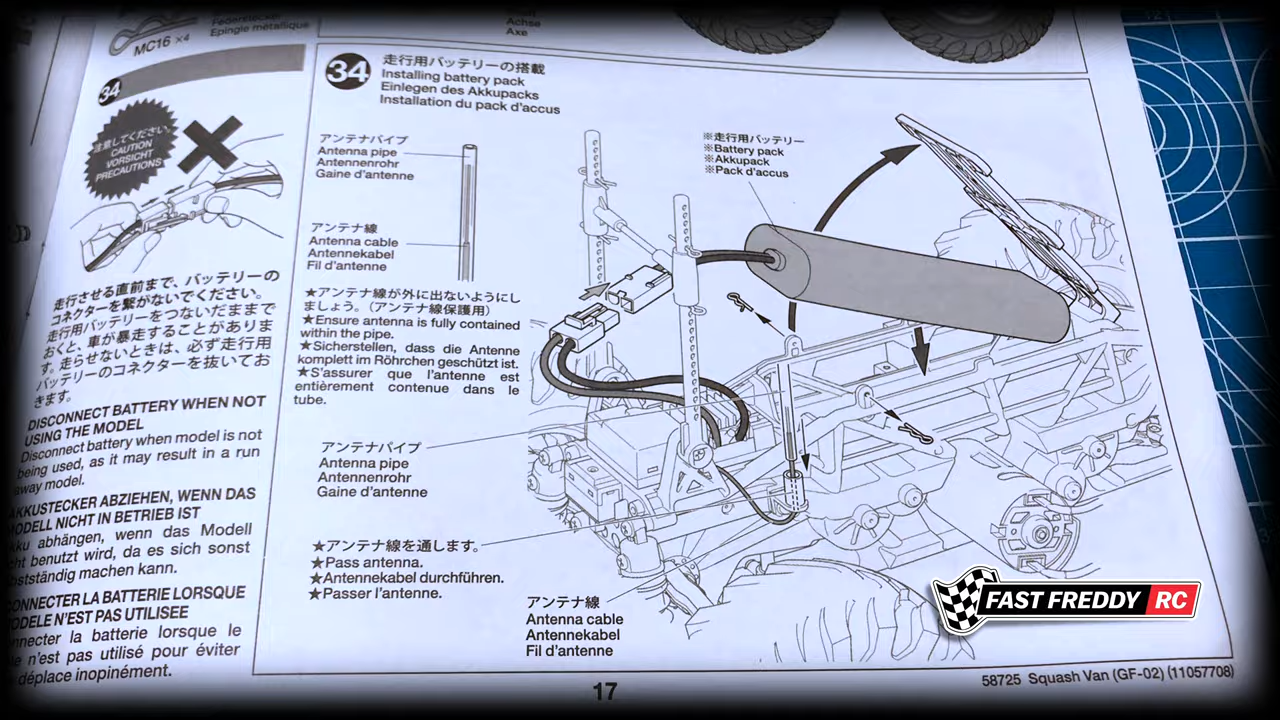 MC16 ×4
Epingle métallique
Achse
Axe
34
注意してください。
CAUTION
VORSICHT
PRECAUTIONS
走行させる直前まで、バッテリーの
コネクターを繋がないでください。
走行用バッテリーをつないだままで
おくと、車が暴走することがありま
す。走らせないときは、必ず走行用
バッテリーのコネクターを抜いてお
きます。
DISCONNECT BATTERY WHEN NOT
USING THE MODEL
Disconnect battery when model is not
being used, as it may result in a run
away model.
AKKUSTECKER ABZIEHEN, WENN DAS
MODELL NICHT IN BETRIEB IST
abhängen, wenn das Modell
benutzt wird, da es sich sonst
machen kann.
LA BATTERIE LORSQUE
N'EST PAS UTILISEE
la batterie lorsque le
n'est pas utilisé pour éviter
déplace inopinément.
34
走行用バッテリーの搭載
Installing battery pack
Einlegen des Akkupacks
Installation du pack d'accus
アンテナパイプ
Antenna pipe
Antennenrohr
Gaine d'antenne
アンテナ線
Antenna cable
Antennenkabel
Fil d'antenne
★アンテナ線が外に出ないようにし
ましょう。(アンテナ線保護用)
★Ensure antenna is fully contained
within the pipe.
★Sicherstellen, dass die Antenne
komplett im Röhrchen geschützt ist.
★S'assurer que l'antenne est
entièrement contenue dans le
tube.
※走行用バッテリー
※Battery pack
※Akkupack
※Pack d'accus
アンテナパイプ
Antenna pipe
Antennenrohr
Gaine d'antenne
★アンテナ線を通します。
★Pass antenna.
★Antennenkabel durchführen.
★Passer l'antenne.
アンテナ線
Antenna cable
Antennenkabel
Fil d'antenne
FAST FREDDY RC
17
58725 Squash Van (GF-02) (11057708)